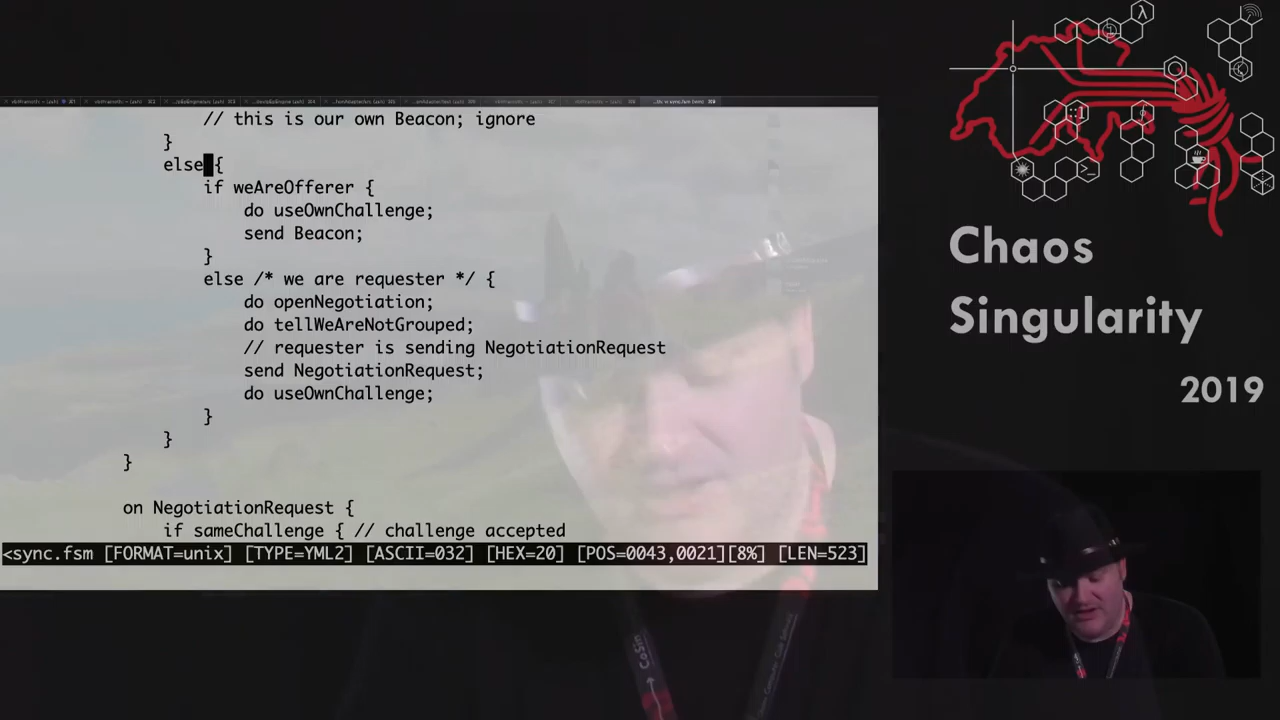 // this is our own Beacon; ignore
}
else {
if weAreOfferer {
do useOwnChallenge;
send Beacon;
}
else /* we are requester */ {
do openNegotiation;
do tellWeAreNotGrouped;
// requester is sending NegotiationRequest
send NegotiationRequest;
do useOwnChallenge;
}
}
}
on NegotiationRequest {
if sameChallenge { // challenge accepted
<sync.fsm [FORMAT=unix] [TYPE=YML2] [ASCII=032] [HEX=20] [POS=0043,0021][8%] [LEN=523]
Chaos
Singularity
2019
CoSin